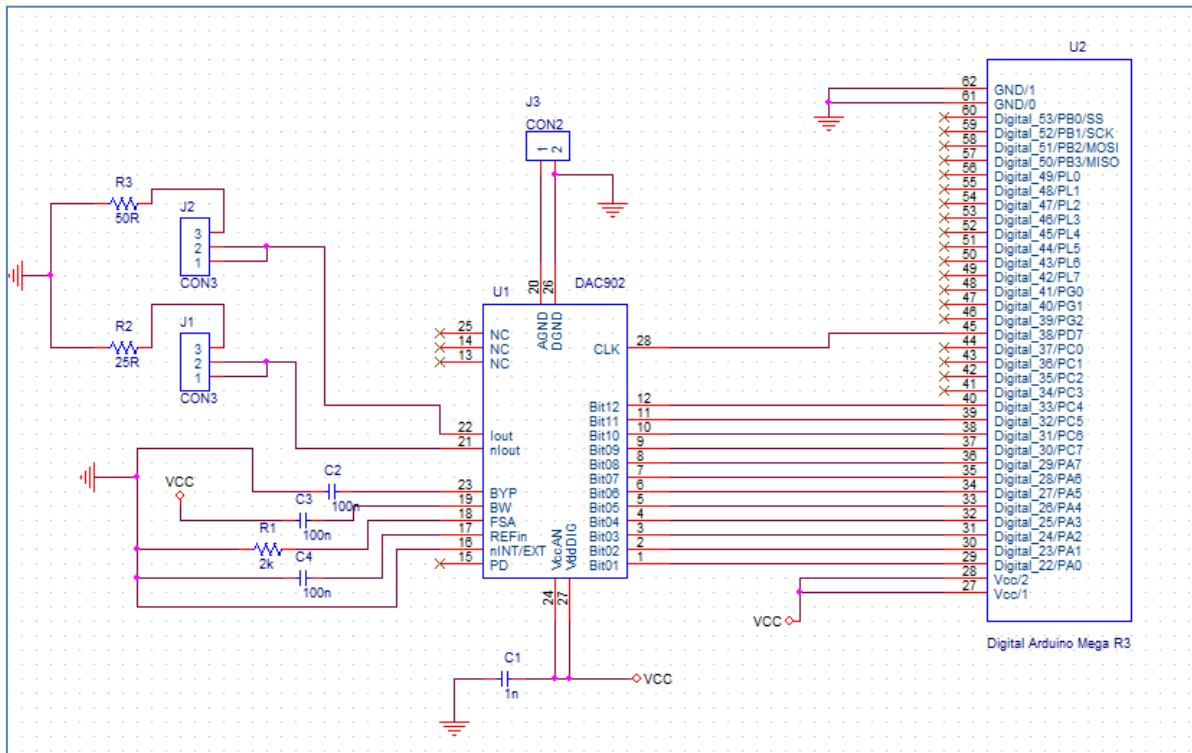 U2
62 GND/1
61 GND/0
60 Digital_53/PB0/SS
59 Digital_52/PB1/SCK
58 Digital_51/PB2/MOSI
57 Digital_50/PB3/MISO
56 Digital_49/PL0
55 Digital_48/PL1
54 Digital_47/PL2
53 Digital_46/PL3
52 Digital_45/PL4
51 Digital_44/PL5
50 Digital_43/PL6
49 Digital_42/PL7
48 Digital_41/PG0
47 Digital_40/PG1
46 Digital_39/PG2
45 Digital_38/PD7
44 Digital_37/PC0
43 Digital_36/PC1
42 Digital_35/PC2
41 Digital_34/PC3
40 Digital_33/PC4
39 Digital_32/PC5
38 Digital_31/PC6
37 Digital_30/PC7
36 Digital_29/PA7
35 Digital_28/PA6
34 Digital_27/PA5
33 Digital_26/PA4
32 Digital_25/PA3
31 Digital_24/PA2
30 Digital_23/PA1
29 Digital_22/PA0
28 Vcc/2
27 Vcc/1
VCC
Digital Arduino Mega R3
J3
CON2
1 2
R3
50R
J2
3
2
1
CON3
R2
25R
J1
3
2
1
CON3
U1
DAC902
20 AGND
26 DGND
25 NC
14 NC
13 NC
CLK 28
22 Iout
21 nIout
23 BYP
19 BW
18 FSA
17 REFin
16 nINT/EXT
15 PD
Bit12 12
Bit11 11
Bit10 10
Bit09 9
Bit08 8
Bit07 7
Bit06 6
Bit05 5
Bit04 4
Bit03 3
Bit02 2
Bit01 1
VccAN 24
VddDIG 27
VCC
C2
100n
C3
100n
R1
2k
C4
100n
C1
1n
VCC